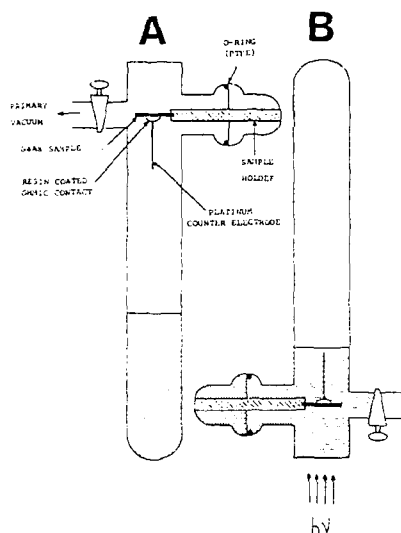 A
B
O-RING
(PTFE)
PRIMARY
VACUUM
GaAs SAMPLE
RESIN COATED
OHMIC CONTACT
SAMPLE
HOLDER
PLATINUM
COUNTER ELECTRODE
hν